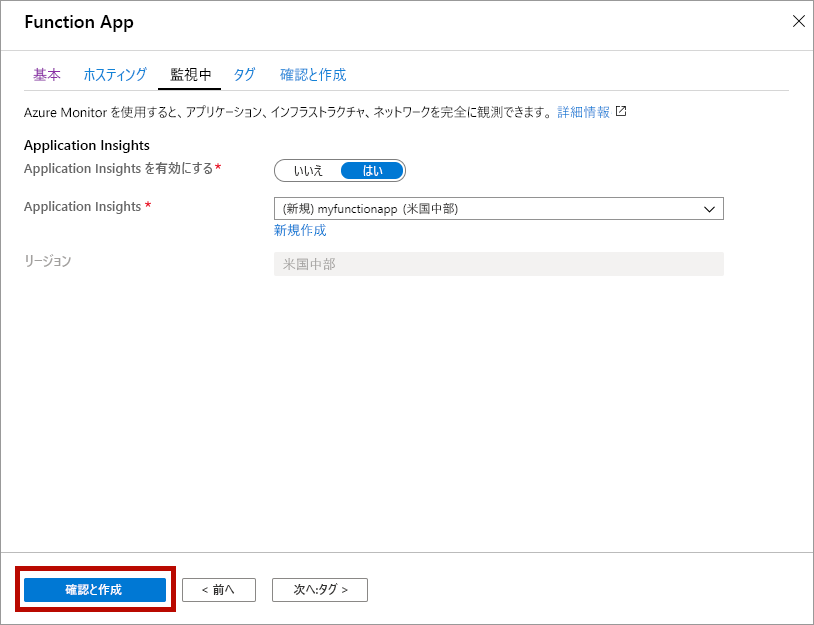 Function App
基本 ホスティング 監視中 タグ 確認と作成
Azure Monitor を使用すると、アプリケーション、インフラストラクチャ、ネットワークを完全に観測できます。 詳細情報
Application Insights
Application Insights を有効にする* いいえ はい
Application Insights * (新規) myfunctionapp (米国中部)
新規作成
リージョン 米国中部
確認と作成 < 前へ 次へ:タグ >